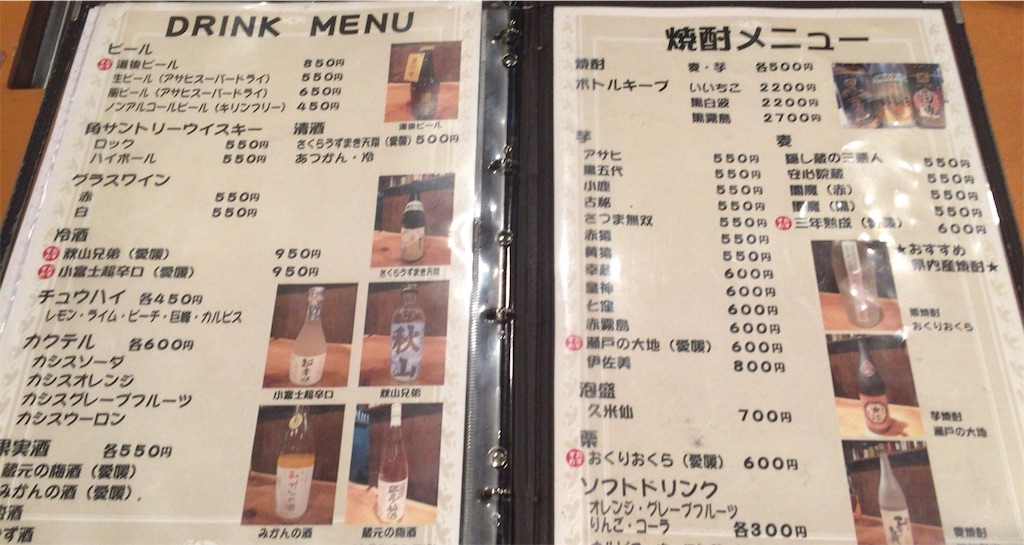 DRINK MENU
ビール
道後ビール 850円
生ビール（アサヒスーパードライ） 550円
瓶ビール（アサヒスーパードライ） 650円
ノンアルコールビール（キリンフリー） 450円
道後ビール
角サントリーウイスキー
ロック 550円
ハイボール 550円
清酒
さくらうずまき天翔（愛媛）500円
あつかん・冷
グラスワイン
赤 550円
白 550円
さくらうずまき天翔
冷酒
秋山兄弟（愛媛） 950円
小富士超辛口（愛媛） 950円
チュウハイ 各450円
レモン・ライム・ピーチ・巨峰・カルピス
カクテル 各600円
カシスソーダ
カシスオレンジ
カシスグレープフルーツ
カシスウーロン
小富士超辛口
秋山兄弟
果実酒 各550円
蔵元の梅酒（愛媛）
みかんの酒（愛媛）
みかんの酒
蔵元の梅酒
焼酎メニュー
焼酎 麦・芋 各500円
ボトルキープ いいちこ 2200円
黒白波 2200円
黒霧島 2700円
芋
アサヒ 550円
黒五代 550円
小鹿 550円
古秘 550円
さつま無双 550円
赤猿 550円
黄猿 550円
幸蔵 600円
皇神 600円
七窪 600円
赤霧島 600円
瀬戸の大地（愛媛） 600円
伊佐美 800円
麦
隠し蔵の三悪人 550円
安心院蔵 550円
閻魔（赤） 550円
閻魔（緑） 550円
三年熟成（愛媛） 600円
★おすすめ
県内産焼酎★
栗焼酎
おくりおくら
芋焼酎
瀬戸の大地
泡盛
久米仙 700円
栗
おくりおくら（愛媛） 600円
ソフトドリンク
オレンジ・グレープフルーツ
りんご・コーラ 各300円
麦焼酎